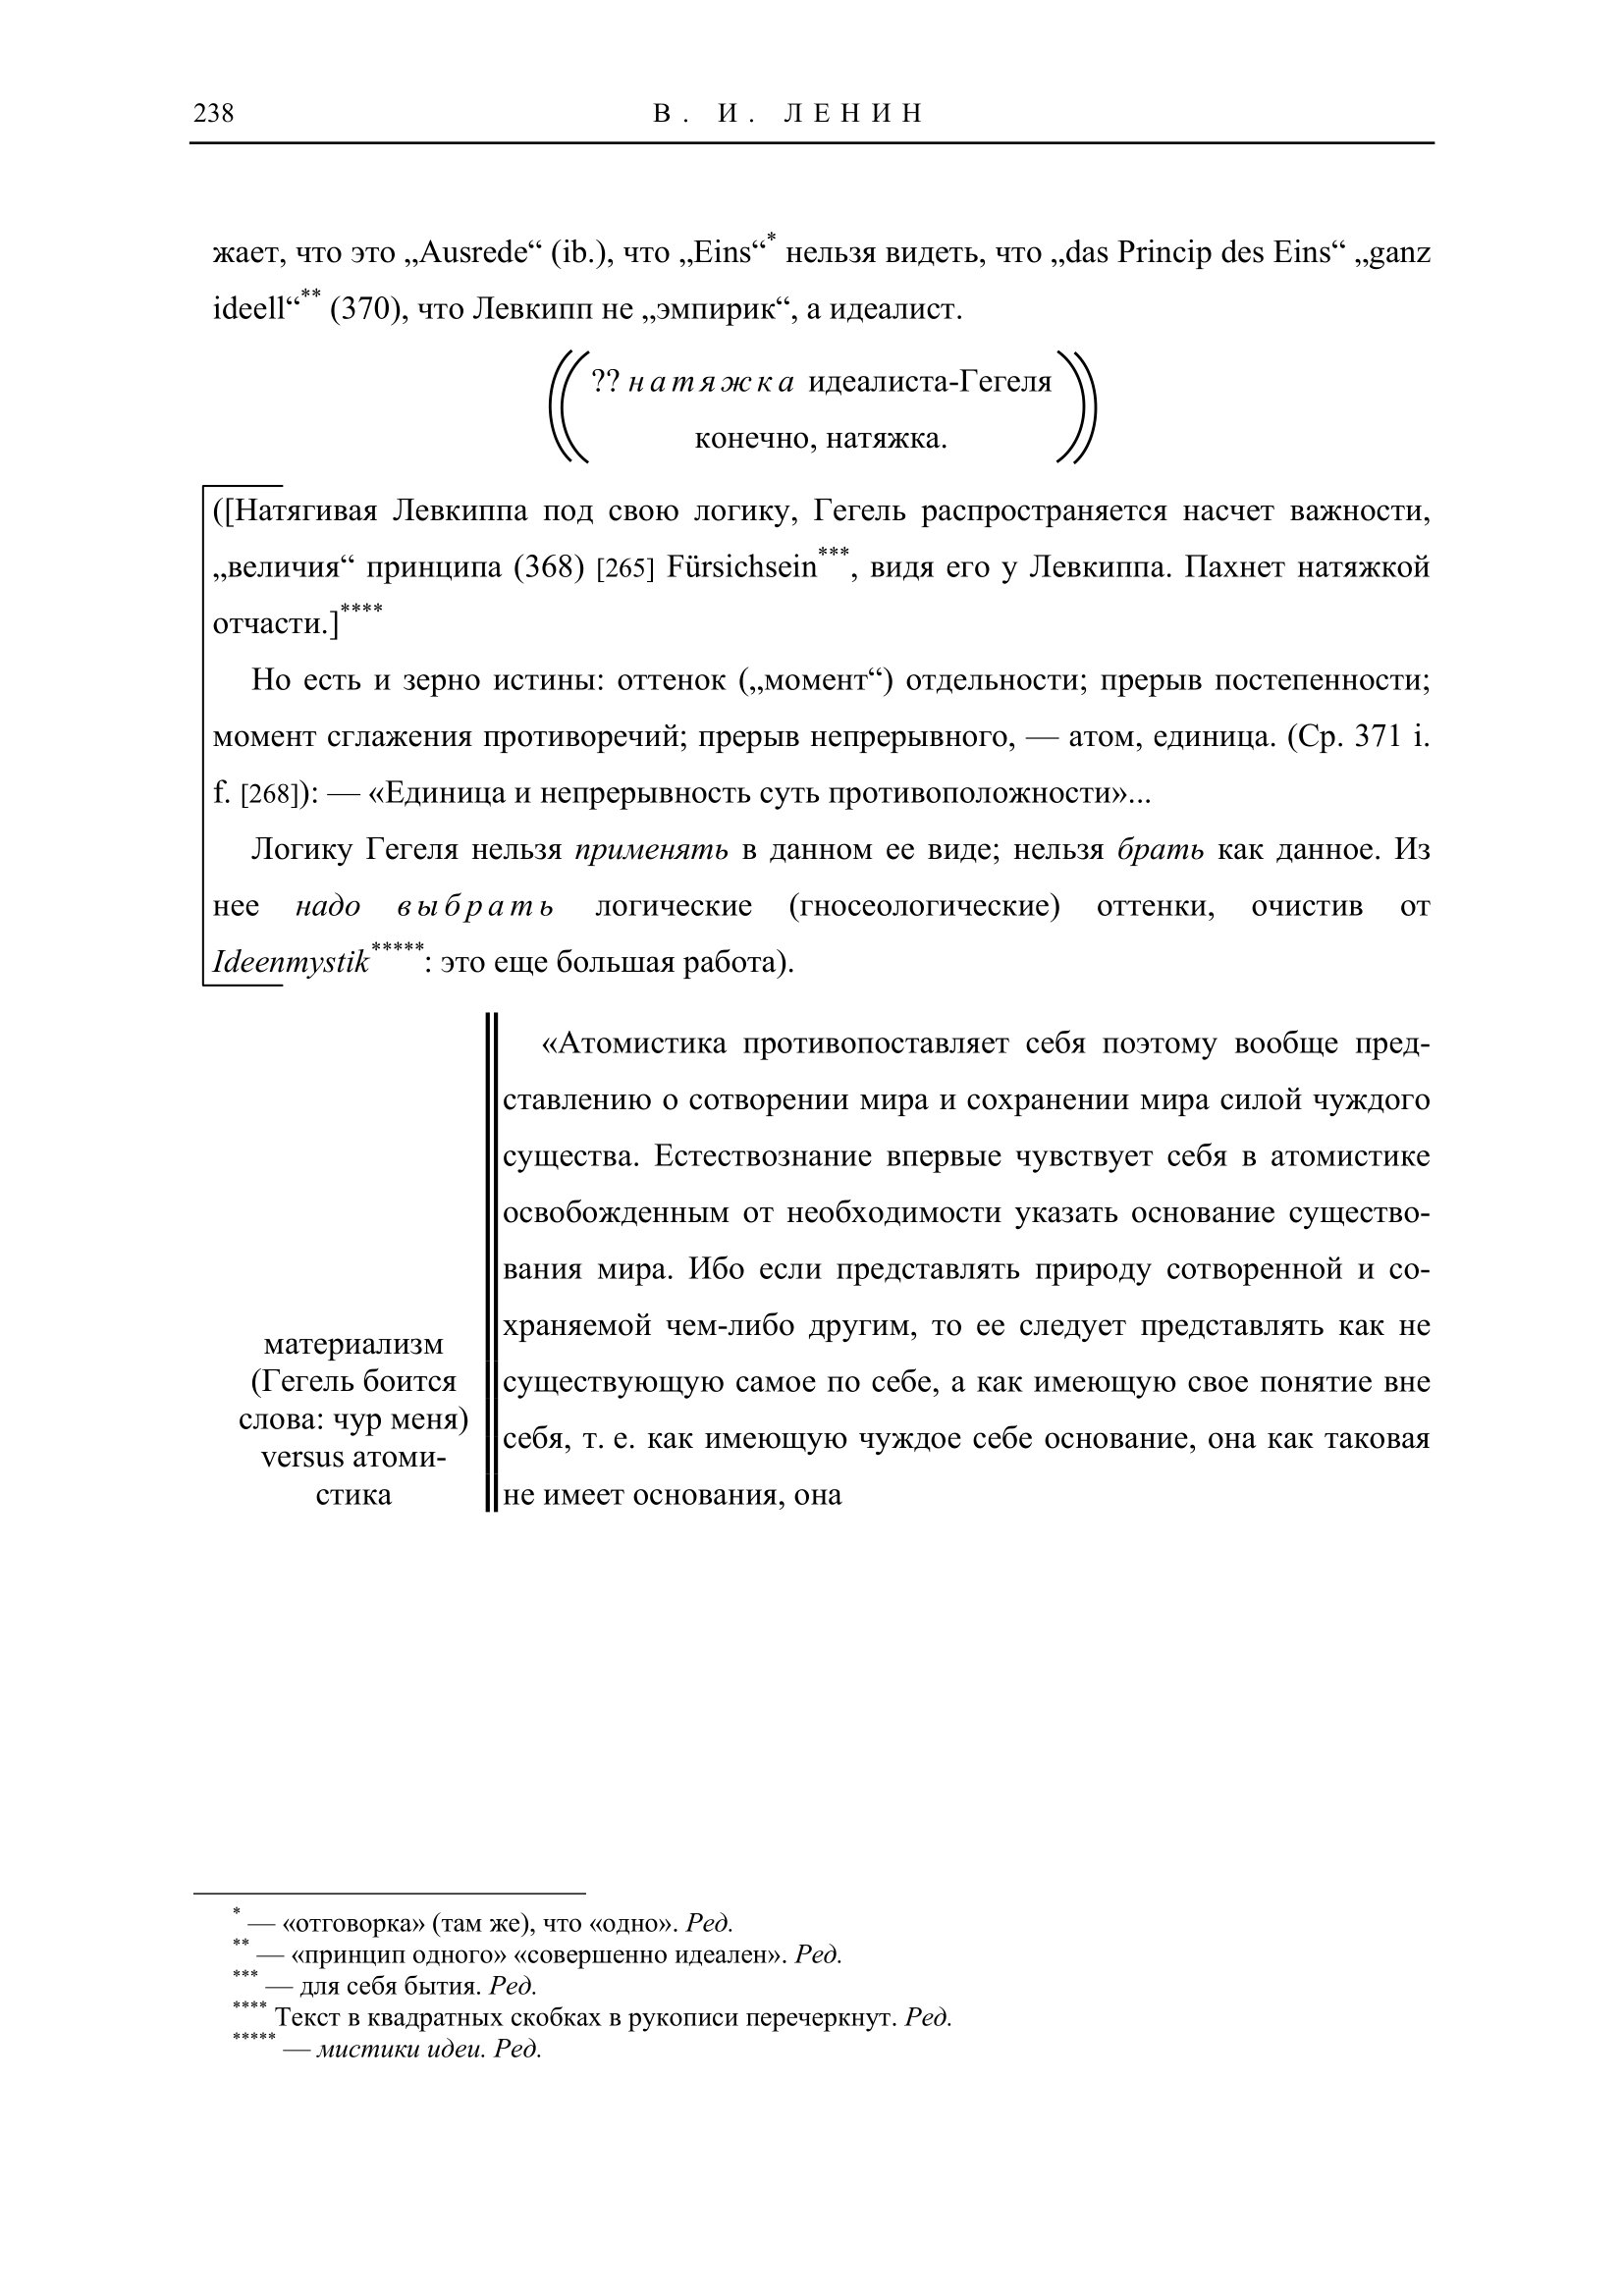 238
В. И. ЛЕНИН
жает, что это „Ausrede“ (ib.), что „Eins“* нельзя видеть, что „das Princip des Eins“ „ganz
ideell“** (370), что Левкипп не „эмпирик“, а идеалист.
?? натяжка идеалиста-Гегеля
конечно, натяжка.
([Натягивая Левкиппа под свою логику, Гегель распространяется насчет важности,
„величия“ принципа (368) [265] Fürsichsein***, видя его у Левкиппа. Пахнет натяжкой
отчасти.]****
Но есть и зерно истины: оттенок („момент“) отдельности; прерыв постепенности;
момент сглажения противоречий; прерыв непрерывного, — атом, единица. (Ср. 371 i.
f. [268]): — «Единица и непрерывность суть противоположности»...
Логику Гегеля нельзя применять в данном ее виде; нельзя брать как данное. Из
нее надо выбрать логические (гносеологические) оттенки, очистив от
Ideenmystik*****: это еще большая работа).
материализм
(Гегель боится
слова: чур меня)
versus атоми-
стика
«Атомистика противопоставляет себя поэтому вообще пред-
ставлению о сотворении мира и сохранении мира силой чуждого
существа. Естествознание впервые чувствует себя в атомистике
освобожденным от необходимости указать основание существо-
вания мира. Ибо если представлять природу сотворенной и со-
храняемой чем-либо другим, то ее следует представлять как не
существующую самое по себе, а как имеющую свое понятие вне
себя, т. е. как имеющую чуждое себе основание, она как таковая
не имеет основания, она
* — «отговорка» (там же), что «одно». Ред.
** — «принцип одного» «совершенно идеален». Ред.
*** — для себя бытия. Ред.
**** Текст в квадратных скобках в рукописи перечеркнут. Ред.
***** — мистики идеи. Ред.